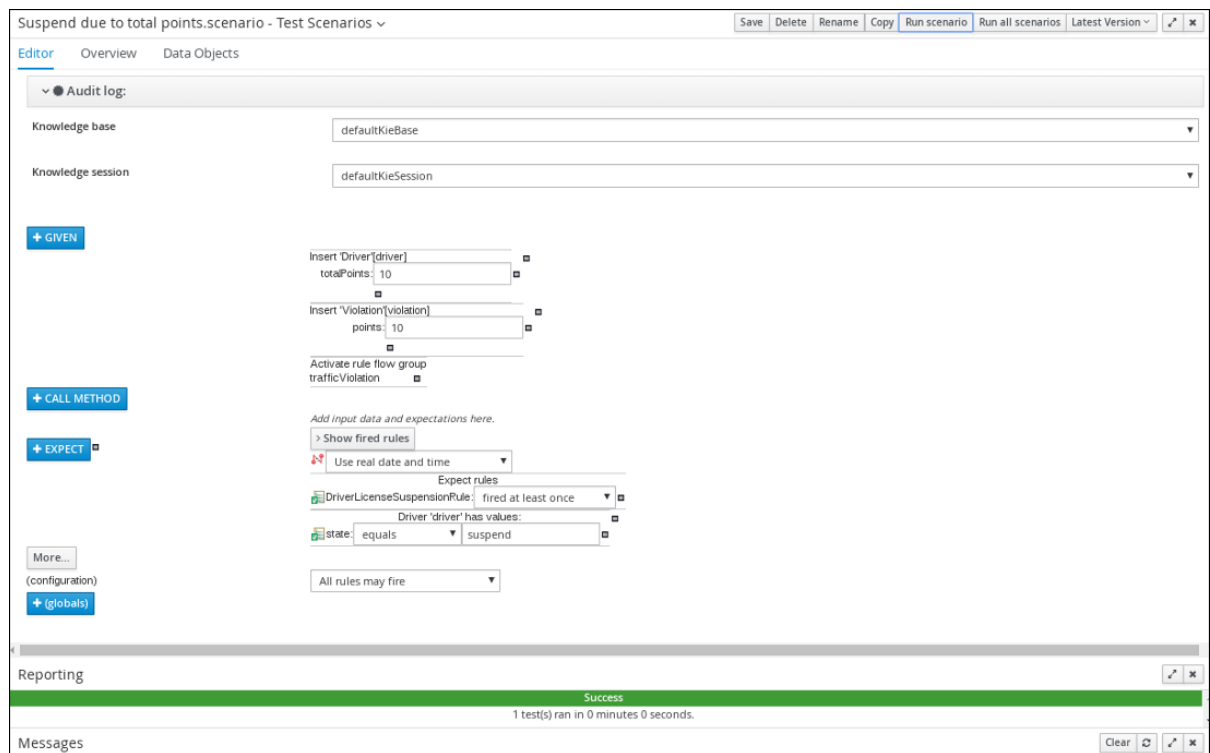 Suspend due to total points.scenario - Test Scenarios
Save Delete Rename Copy Run scenario Run all scenarios Latest Version
Editor Overview Data Objects
Audit log:
Knowledge base defaultKieBase
Knowledge session defaultKieSession
+ GIVEN
Insert 'Driver'[driver]
totalPoints: 10
Insert 'Violation'[violation]
points: 10
Activate rule flow group
trafficViolation
+ CALL METHOD
Add input data and expectations here.
+ EXPECT > Show fired rules
Use real date and time
Expect rules
DriverLicenseSuspensionRule: fired at least once
Driver 'driver' has values:
state: equals suspend
More...
(configuration) All rules may fire
+ (globals)
Reporting
Success
1 test(s) ran in 0 minutes 0 seconds.
Messages Clear